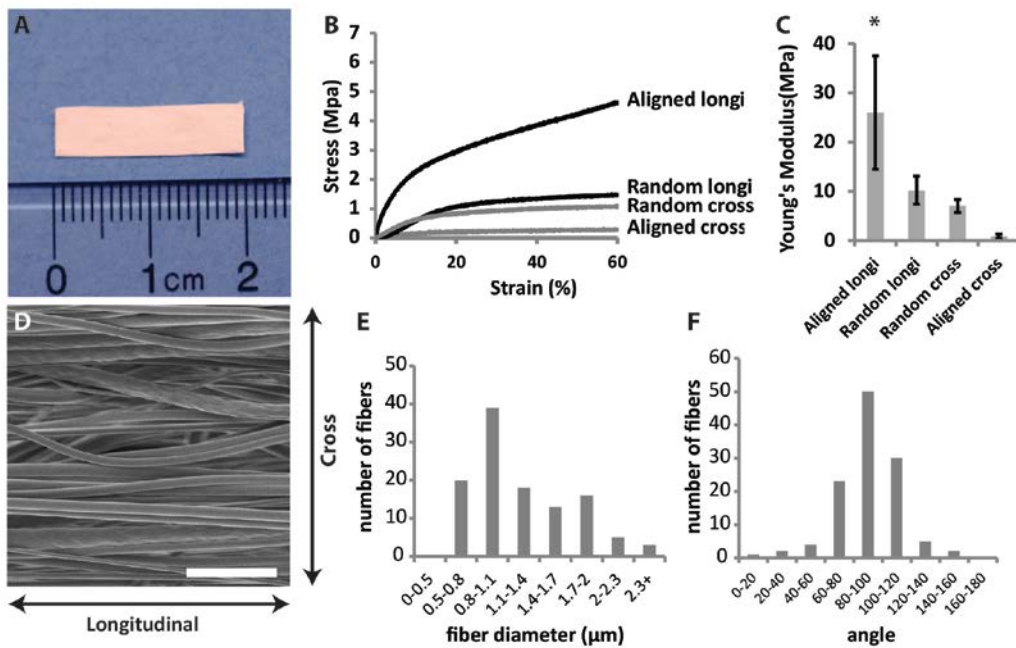 A
0 1 cm 2
B
Stress (Mpa)
7
6
5
4
3
2
1
0
0 20 40 60
Strain (%)
Aligned longi
Random longi
Random cross
Aligned cross
C
*
Young's Modulus(MPa)
40
30
20
10
0
Aligned longi
Random longi
Random cross
Aligned cross
D
Cross
Longitudinal
E
number of fibers
50
40
30
20
10
0
0-0.5
0.5-0.8
0.8-1.1
1.1-1.4
1.4-1.7
1.7-2
2-2.3
2.3+
fiber diameter (µm)
F
number of fibers
60
50
40
30
20
10
0
0-20
20-40
40-60
60-80
80-100
100-120
120-140
140-160
160-180
angle